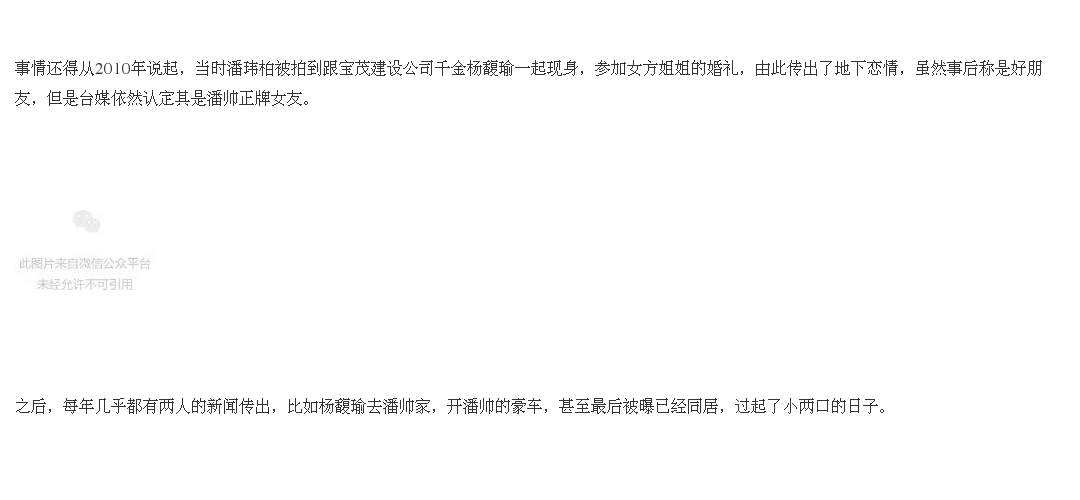 事情还得从2010年说起，当时潘玮柏被拍到跟宝茂建设公司千金杨馥瑜一起现身，参加女方姐姐的婚礼，由此传出了地下恋情，虽然事后称是好朋
友，但是台媒依然认定其是潘帅正牌女友。
此图片来自微信公众平台
未经允许不可引用
之后，每年几乎都有两人的新闻传出，比如杨馥瑜去潘帅家，开潘帅的豪车，甚至最后被曝已经同居，过起了小两口的日子。